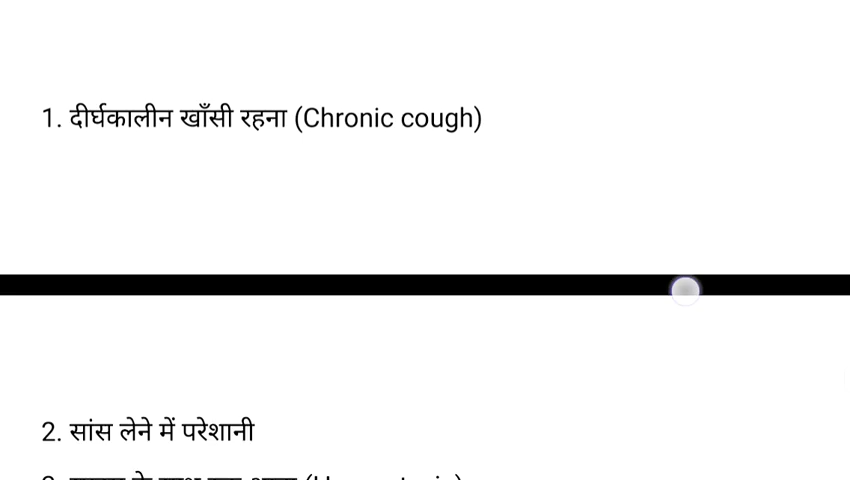 1. दीर्घकालीन खाँसी रहना (Chronic cough)
2. सांस लेने में परेशानी